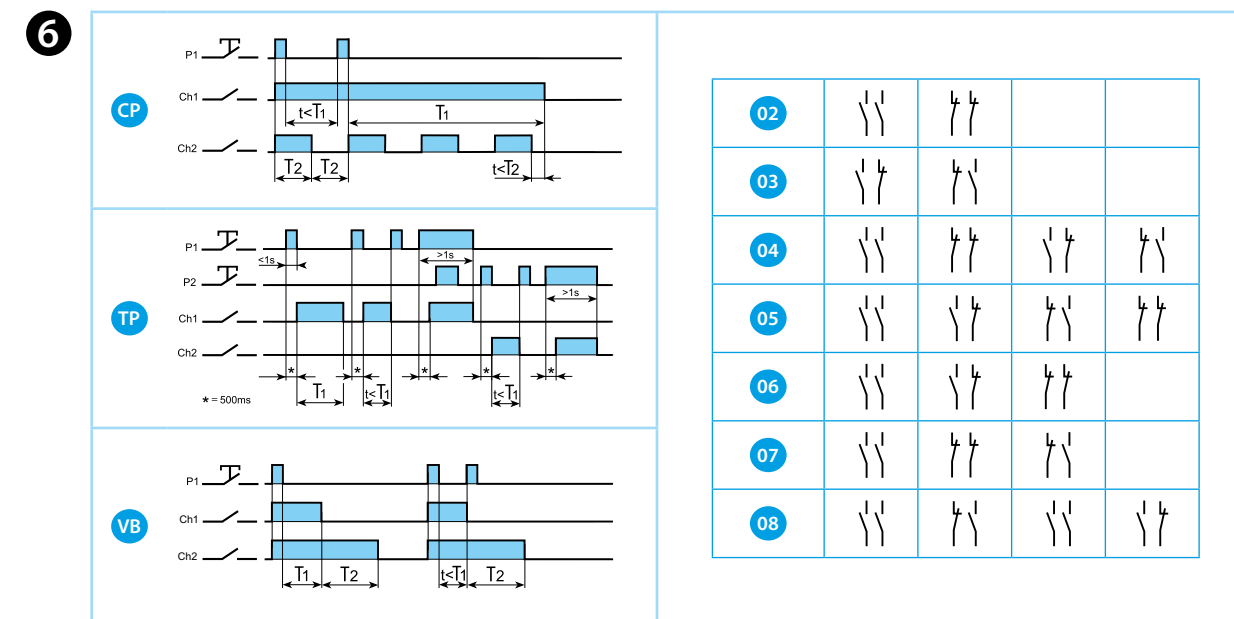 6
CP
P1
Ch1
t<T1
T1
Ch2
T2
T2
t<T2
TP
P1
<1s
>1s
P2
>1s
Ch1
Ch2
*
*
*
*
*
T1
t<T1
t<T1
* = 500ms
VB
P1
Ch1
Ch2
T1
T2
t<T1
T2
02
03
04
05
06
07
08